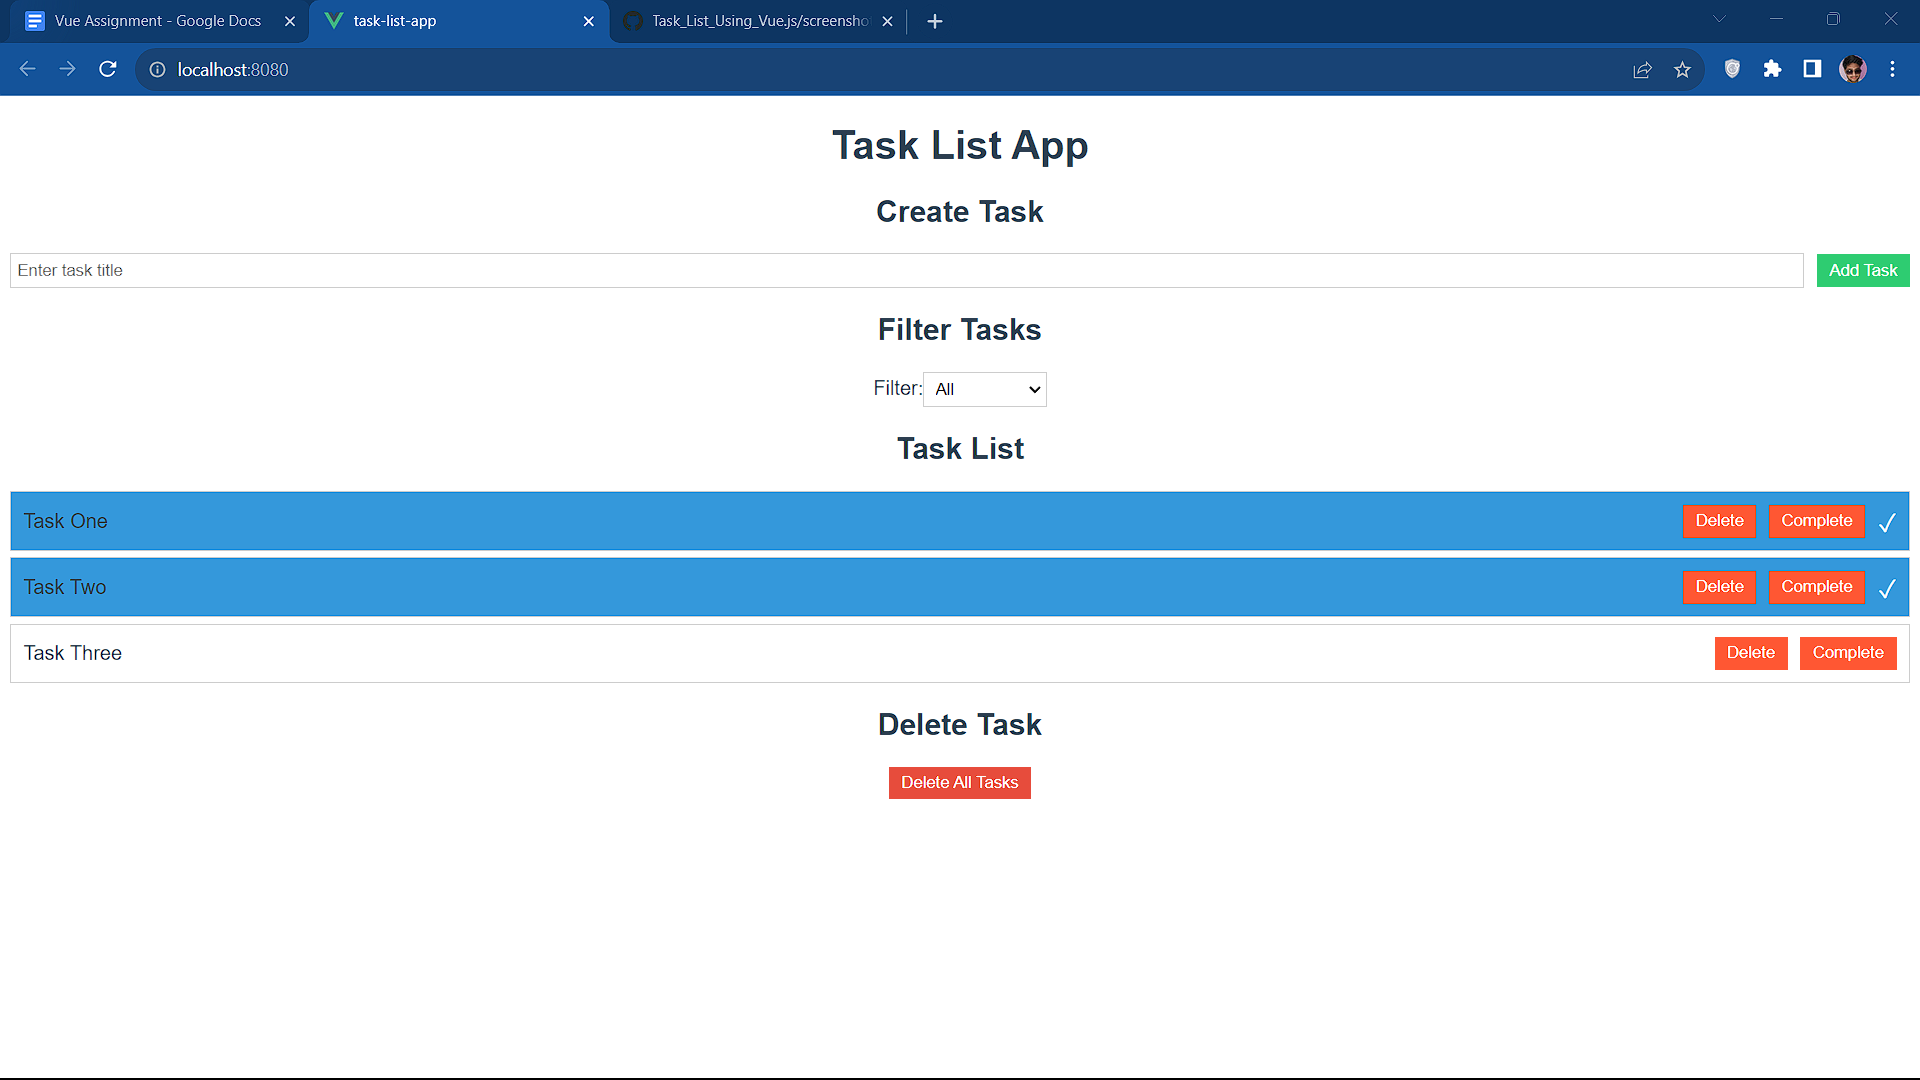 Vue Assignment - Google Docs
task-list-app
Task_List_Using_Vue.js/screensho
localhost:8080
Task List App
Create Task
Enter task title
Add Task
Filter Tasks
Filter: All
Task List
Task One Delete Complete ✓
Task Two Delete Complete ✓
Task Three Delete Complete
Delete Task
Delete All Tasks